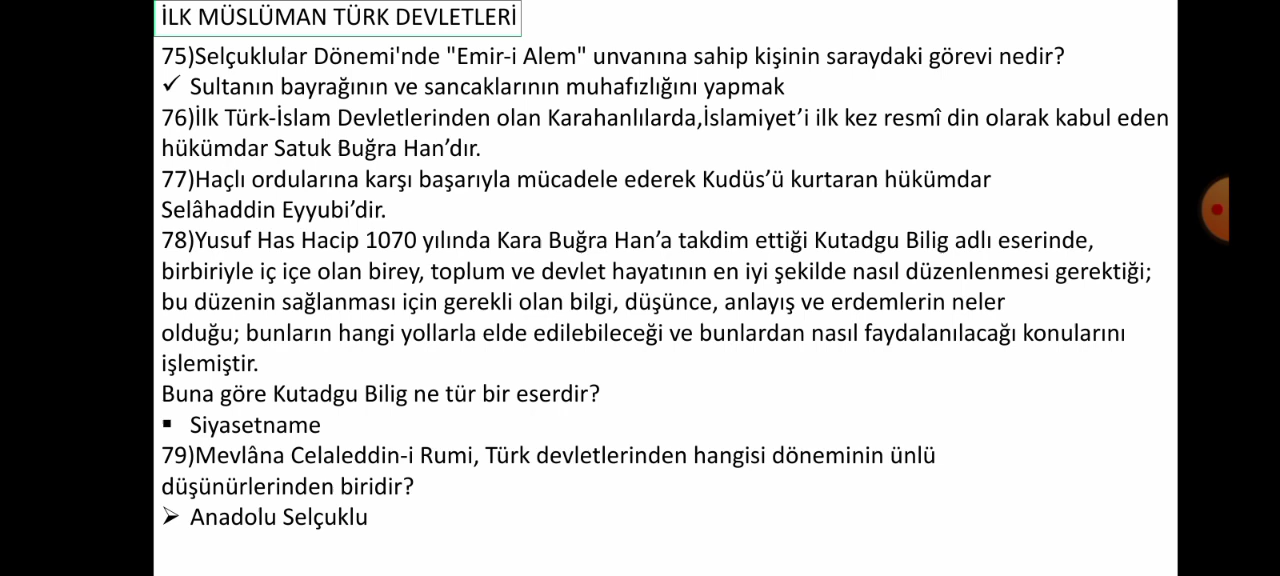 İLK MÜSLÜMAN TÜRK DEVLETLERİ
75)Selçuklular Dönemi'nde "Emir-i Alem" unvanına sahip kişinin saraydaki görevi nedir?
✓ Sultanın bayrağının ve sancaklarının muhafızlığını yapmak
76)İlk Türk-İslam Devletlerinden olan Karahanlılarda,İslamiyet’i ilk kez resmî din olarak kabul eden
hükümdar Satuk Buğra Han’dır.
77)Haçlı ordularına karşı başarıyla mücadele ederek Kudüs’ü kurtaran hükümdar
Selâhaddin Eyyubi’dir.
78)Yusuf Has Hacip 1070 yılında Kara Buğra Han’a takdim ettiği Kutadgu Bilig adlı eserinde,
birbiriyle iç içe olan birey, toplum ve devlet hayatının en iyi şekilde nasıl düzenlenmesi gerektiği;
bu düzenin sağlanması için gerekli olan bilgi, düşünce, anlayış ve erdemlerin neler
olduğu; bunların hangi yollarla elde edilebileceği ve bunlardan nasıl faydalanılacağı konularını
işlemiştir.
Buna göre Kutadgu Bilig ne tür bir eserdir?
▪ Siyasetname
79)Mevlâna Celaleddin-i Rumi, Türk devletlerinden hangisi döneminin ünlü
düşünürlerinden biridir?
➢ Anadolu Selçuklu